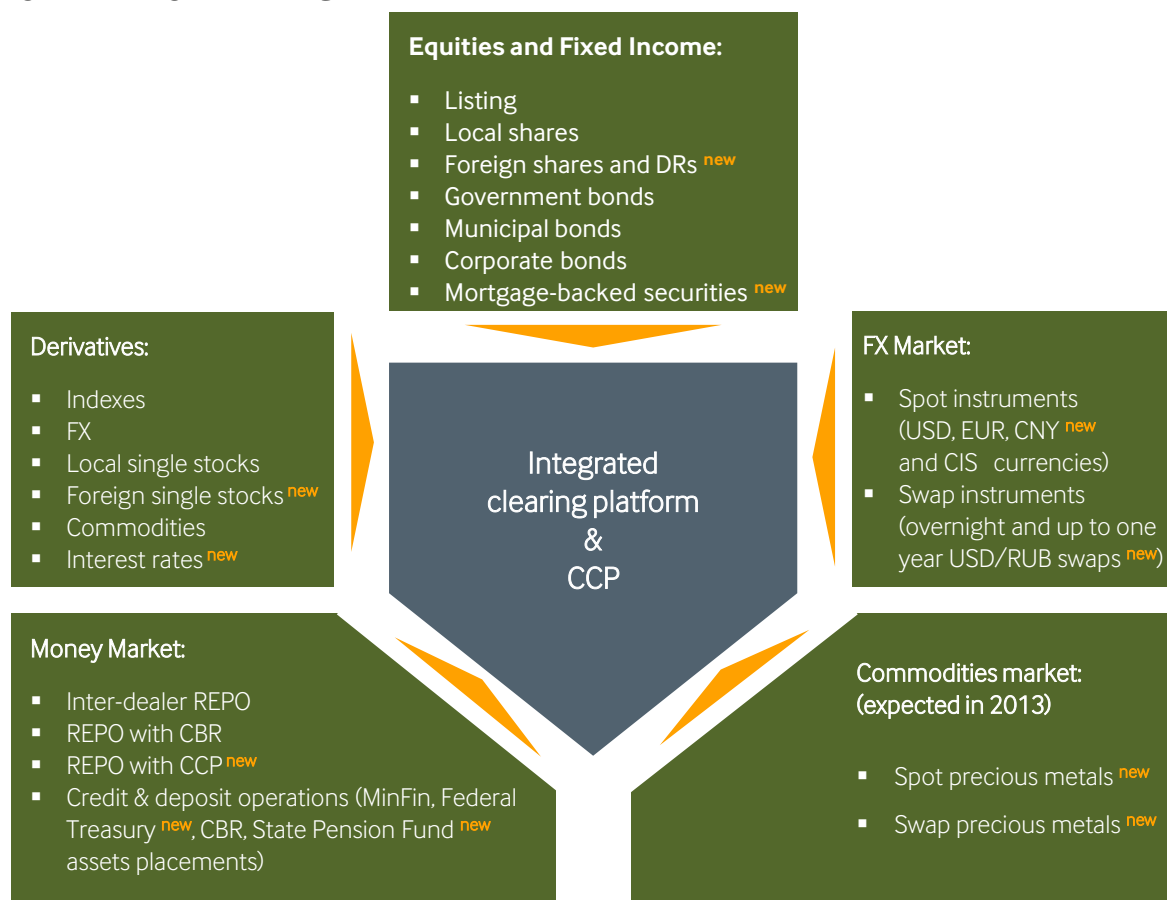 Equities and Fixed Income:
▪ Listing
▪ Local shares
▪ Foreign shares and DRs new
▪ Government bonds
▪ Municipal bonds
▪ Corporate bonds
▪ Mortgage-backed securities new
Derivatives:
▪ Indexes
▪ FX
▪ Local single stocks
▪ Foreign single stocks new
▪ Commodities
▪ Interest rates new
Integrated
clearing platform
&
CCP
FX Market:
▪ Spot instruments
(USD, EUR, CNY new
and CIS currencies)
▪ Swap instruments
(overnight and up to one
year USD/RUB swaps new)
Money Market:
▪ Inter-dealer REPO
▪ REPO with CBR
▪ REPO with CCP new
▪ Credit & deposit operations (MinFin, Federal
Treasury new, CBR, State Pension Fund new
assets placements)
Commodities market:
(expected in 2013)
▪ Spot precious metals new
▪ Swap precious metals new